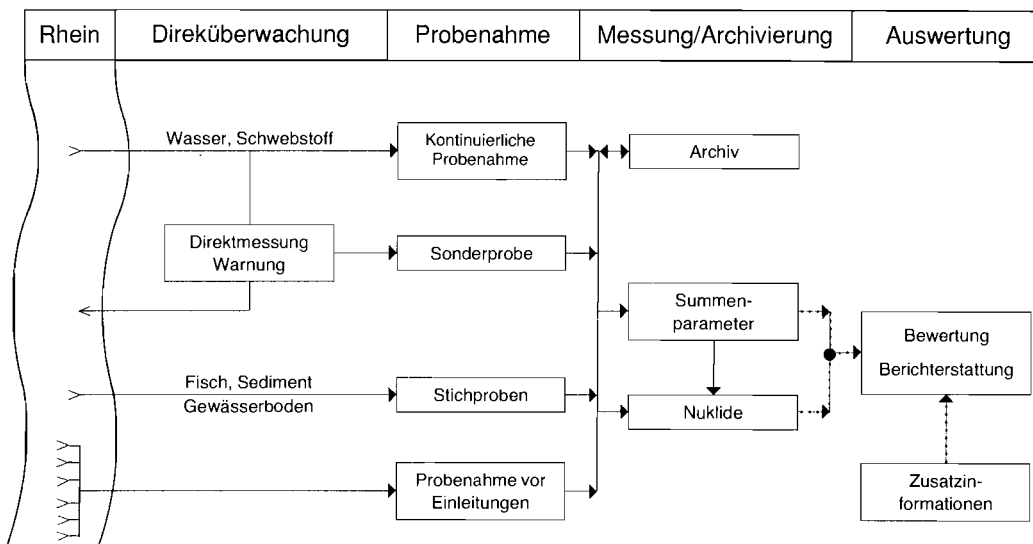 Rhein
Direküberwachung
Probenahme
Messung/Archivierung
Auswertung
Wasser, Schwebstoff
Kontinuierliche
Probenahme
Archiv
Direktmessung
Warnung
Sonderprobe
Summen-
parameter
Bewertung
Berichterstattung
Fisch, Sediment
Gewässerboden
Stichproben
Nuklide
Probenahme vor
Einleitungen
Zusatzin-
formationen